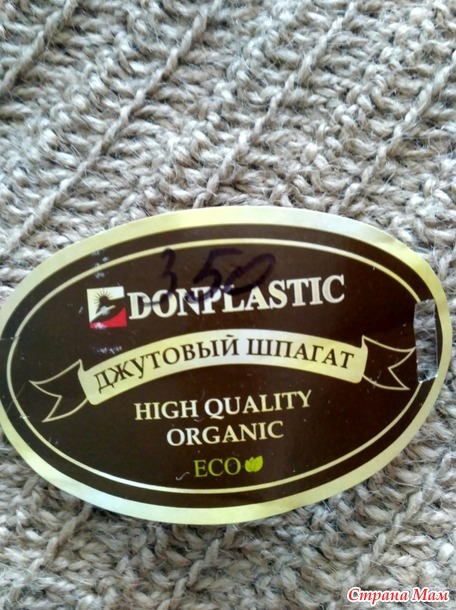 350
DONPLASTIC
ДЖУТОВЫЙ ШПАГАТ
HIGH QUALITY
ORGANIC
ECO
Страна Мам